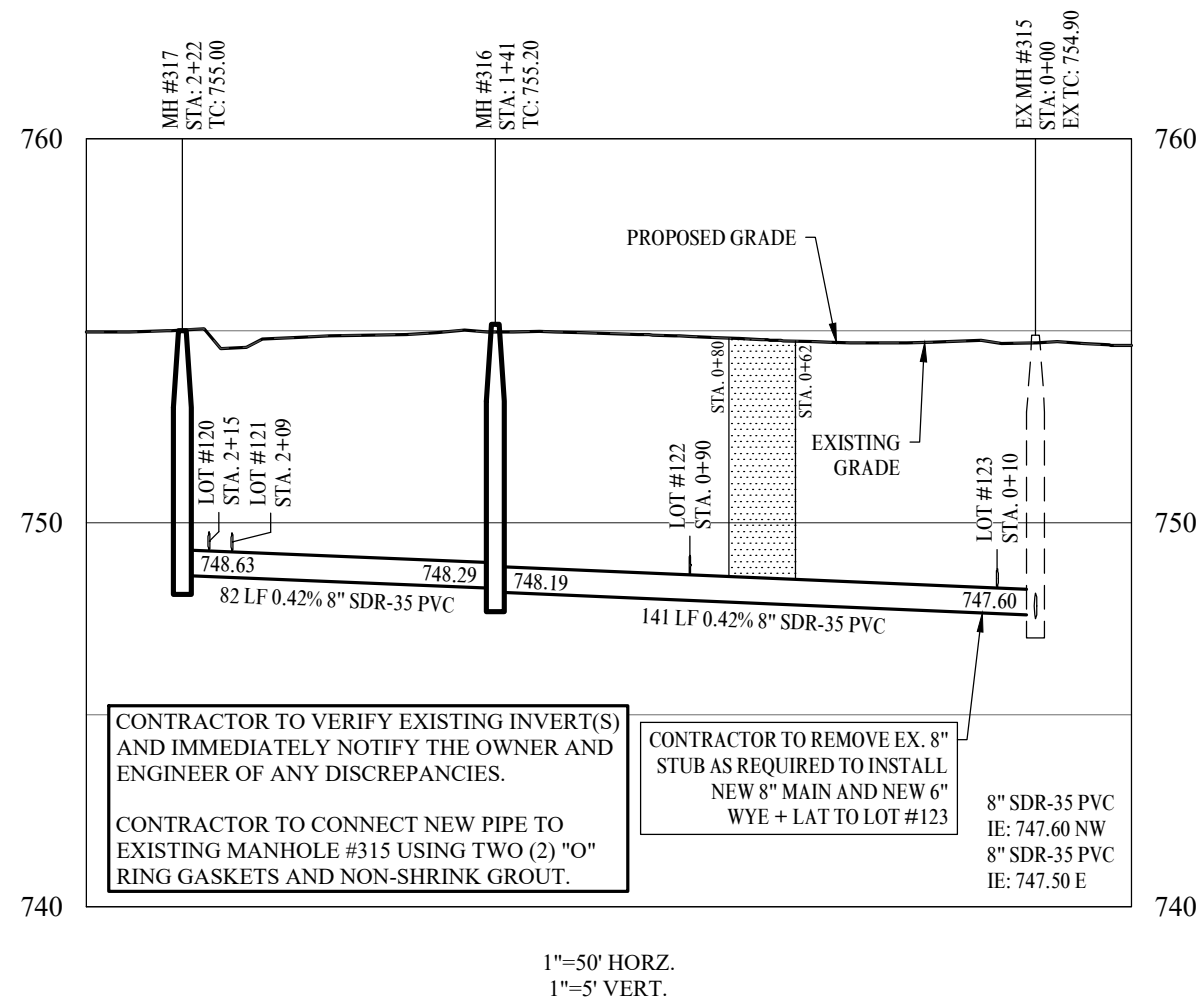 MH #317
STA: 2+22
TC: 755.00
MH #316
STA: 1+41
TC: 755.20
EX MH #315
STA: 0+00
EX TC: 754.90
760
760
PROPOSED GRADE
STA. 0+80
STA. 0+62
EXISTING
GRADE
LOT #120
STA. 2+15
LOT #121
STA. 2+09
LOT #122
STA. 0+90
LOT #123
STA. 0+10
750
750
748.63
748.29
748.19
747.60
82 LF 0.42% 8" SDR-35 PVC
141 LF 0.42% 8" SDR-35 PVC
CONTRACTOR TO VERIFY EXISTING INVERT(S)
AND IMMEDIATELY NOTIFY THE OWNER AND
ENGINEER OF ANY DISCREPANCIES.
CONTRACTOR TO CONNECT NEW PIPE TO
EXISTING MANHOLE #315 USING TWO (2) "O"
RING GASKETS AND NON-SHRINK GROUT.
CONTRACTOR TO REMOVE EX. 8"
STUB AS REQUIRED TO INSTALL
NEW 8" MAIN AND NEW 6"
WYE + LAT TO LOT #123
8" SDR-35 PVC
IE: 747.60 NW
8" SDR-35 PVC
IE: 747.50 E
740
740
1"=50' HORZ.
1"=5' VERT.